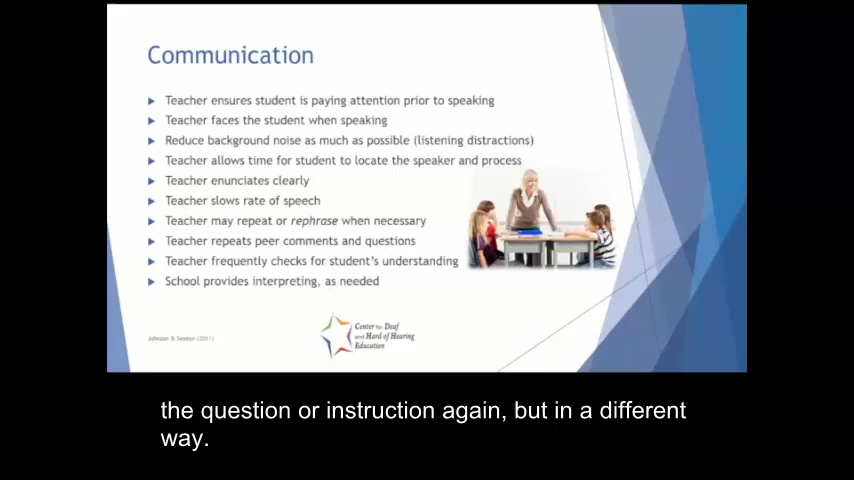 Communication
Teacher ensures student is paying attention prior to speaking
Teacher faces the student when speaking
Reduce background noise as much as possible (listening distractions)
Teacher allows time for student to locate the speaker and process
Teacher enunciates clearly
Teacher slows rate of speech
Teacher may repeat or rephrase when necessary
Teacher repeats peer comments and questions
Teacher frequently checks for student's understanding
School provides interpreting, as needed
Johnson & Seaton (2011)
Center for Deaf
and Hard of Hearing
Education
the question or instruction again, but in a different
way.